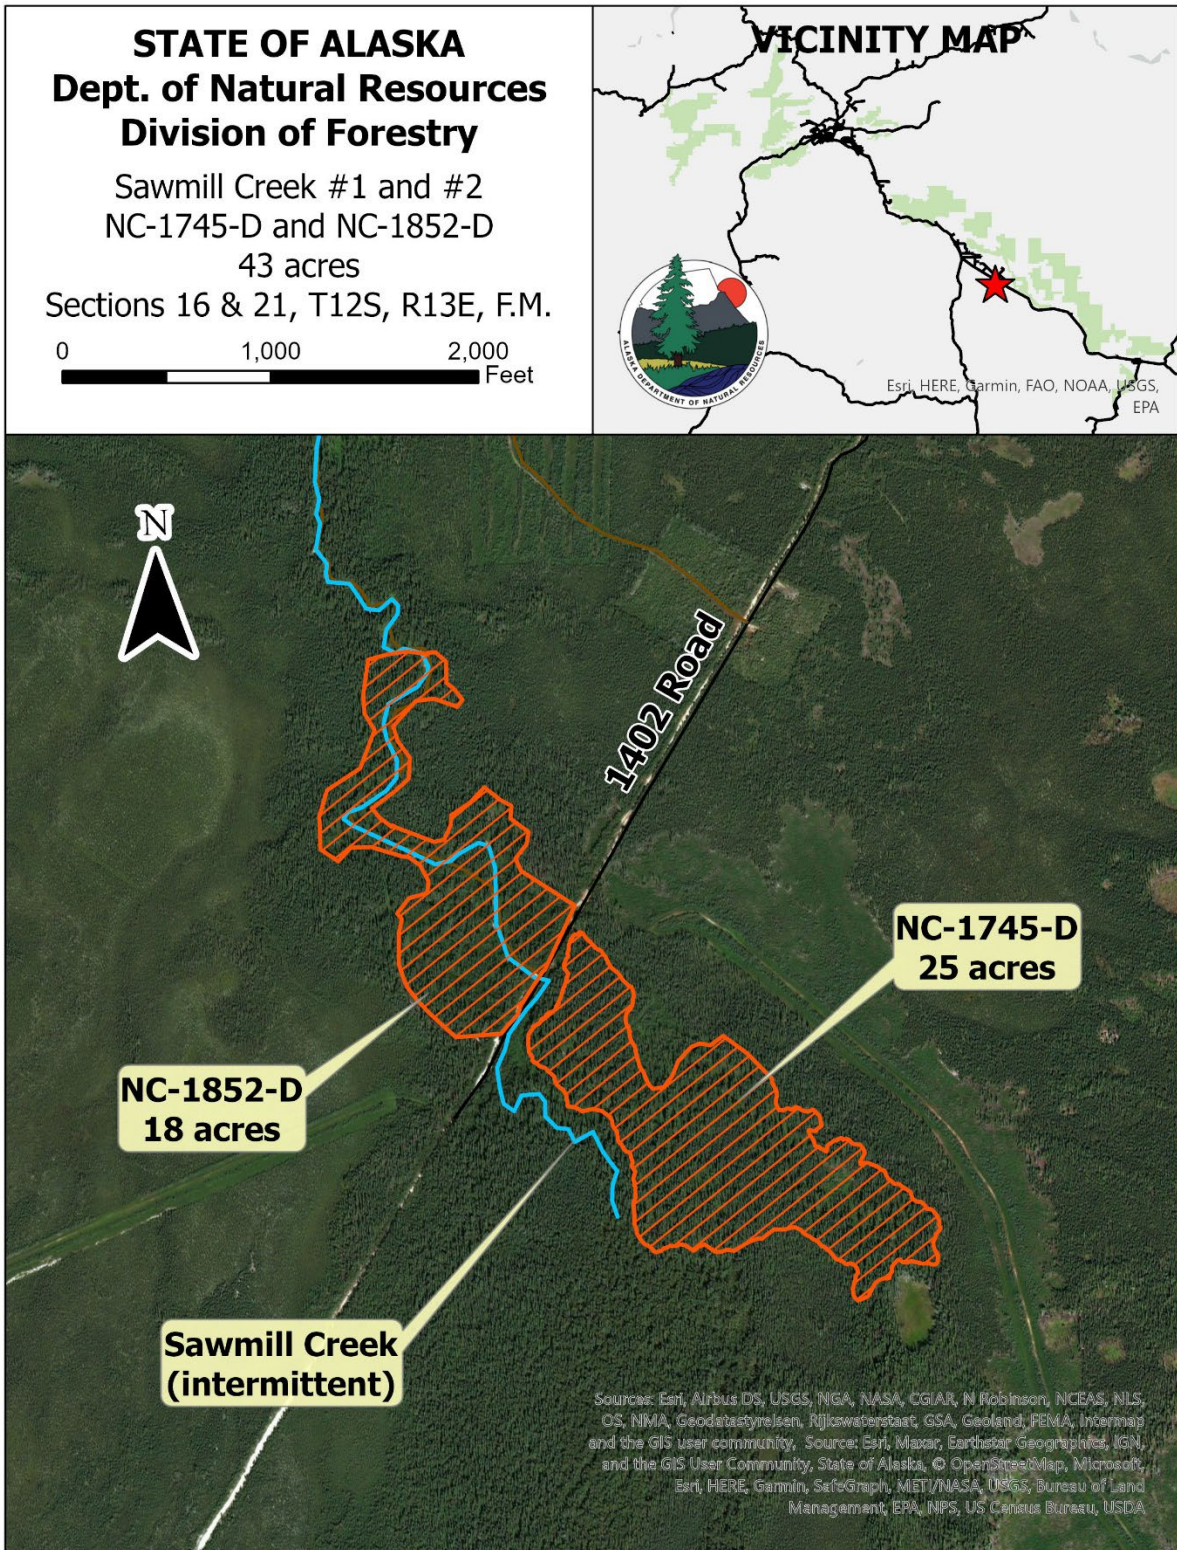 STATE OF ALASKA
Dept. of Natural Resources
Division of Forestry
Sawmill Creek #1 and #2
NC-1745-D and NC-1852-D
43 acres
Sections 16 & 21, T12S, R13E, F.M.
0 1,000 2,000
Feet
VICINITY MAP
ALASKA DEPARTMENT OF NATURAL RESOURCES
Esri, HERE, Garmin, FAO, NOAA, USGS,
EPA
N
1402 Road
NC-1745-D
25 acres
NC-1852-D
18 acres
Sawmill Creek
(intermittent)
Sources: Esri, Airbus DS, USGS, NGA, NASA, CGIAR, N Robinson, NCEAS, NLS,
OS, NMA, Geodatastyrelsen, Rijkswaterstaat, GSA, Geoland, FEMA, Intermap
and the GIS user community, Source: Esri, Maxar, Earthstar Geographics, IGN,
and the GIS User Community, State of Alaska, © OpenStreetMap, Microsoft,
Esri, HERE, Garmin, SafeGraph, METI/NASA, USGS, Bureau of Land
Management, EPA, NPS, US Census Bureau, USDA